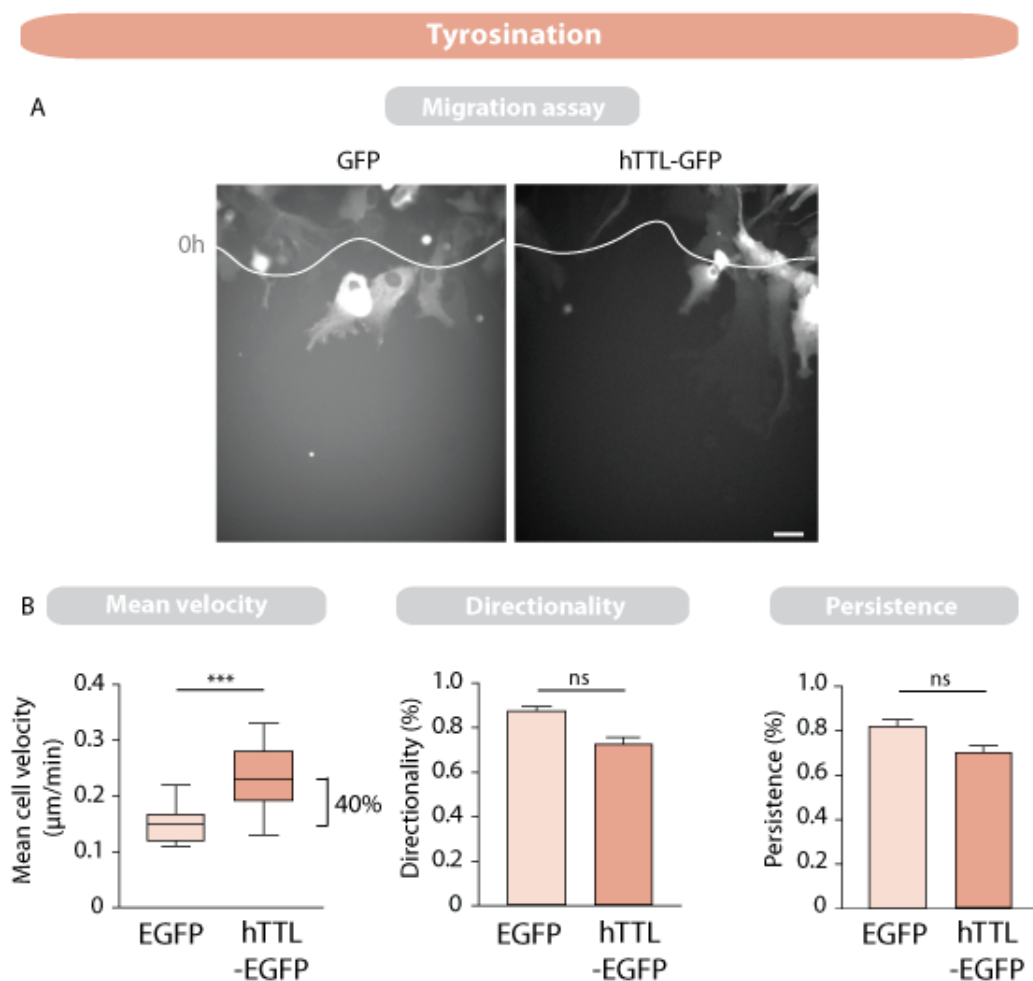 Tyrosination
A
Migration assay
GFP
hTTL-GFP
0h
B
Mean velocity
Directionality
Persistence
Mean cell velocity
(µm/min)
0.4
0.3
0.2
0.1
0
***
40%
EGFP
hTTL
-EGFP
Directionality (%)
1.0
0.8
0.6
0.4
0.2
0
ns
EGFP
hTTL
-EGFP
Persistence (%)
1.0
0.8
0.6
0.4
0.2
0
ns
EGFP
hTTL
-EGFP